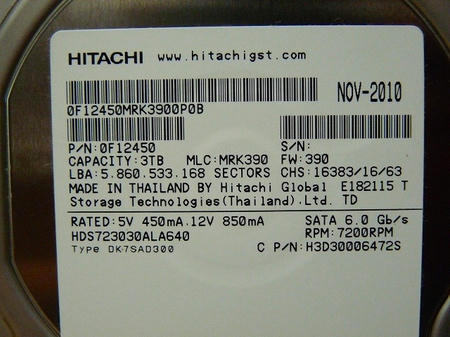 HITACHI www.hitachigst.com
NOV-2010
0F12450MRK3900P0B
P/N:0F12450 S/N:
CAPACITY:3TB MLC:MRK390 FW:390
LBA:5.860.533.168 SECTORS CHS:16383/16/63
MADE IN THAILAND BY Hitachi Global E182115 T
Storage Technologies(Thailand).Ltd. TD
RATED:5V 450mA.12V 850mA SATA 6.0 Gb/s
HDS723030ALA640 RPM:7200RPM
Type DK7SAD300 C P/N:H3D30006472S